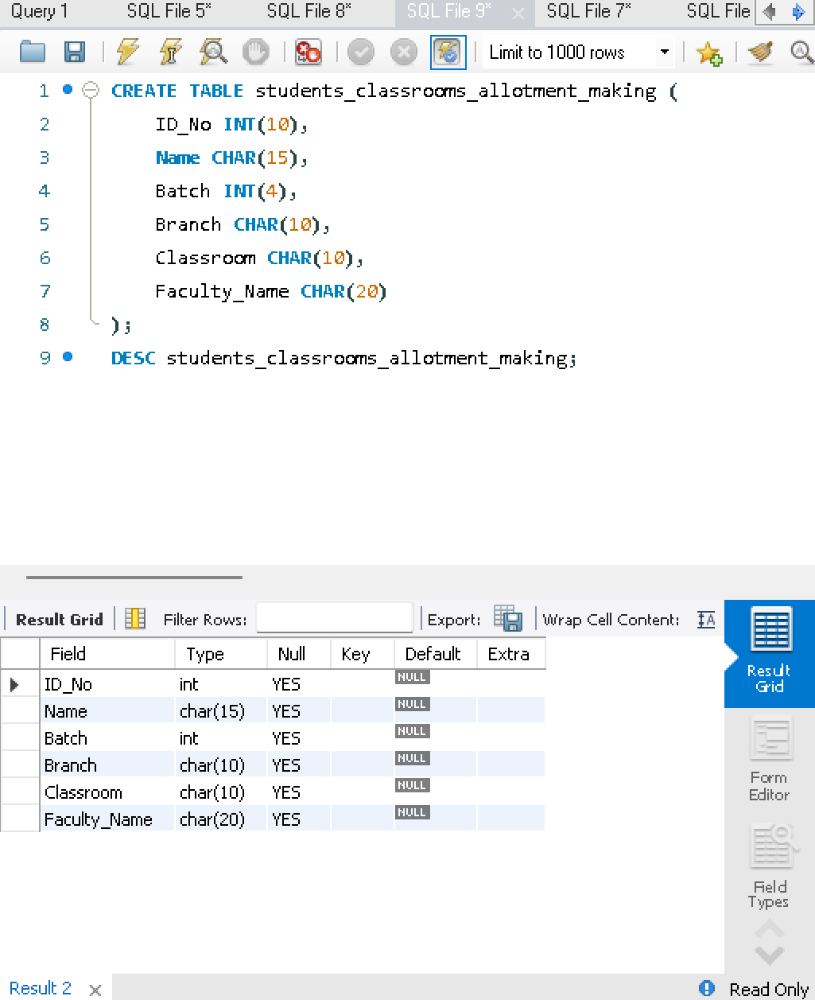 Query 1 SQL File 5* SQL File 8* SQL File 9* SQL File 7* SQL File
Limit to 1000 rows
1 CREATE TABLE students_classrooms_allotment_making (
2 ID_No INT(10),
3 Name CHAR(15),
4 Batch INT(4),
5 Branch CHAR(10),
6 Classroom CHAR(10),
7 Faculty_Name CHAR(20)
8 );
9 DESC students_classrooms_allotment_making;
Result Grid Filter Rows: Export: Wrap Cell Content: IA
Field Type Null Key Default Extra
ID_No int YES NULL
Name char(15) YES NULL
Batch int YES NULL
Branch char(10) YES NULL
Classroom char(10) YES NULL
Faculty_Name char(20) YES NULL
Result
Grid
Form
Editor
Field
Types
Result 2 Read Only